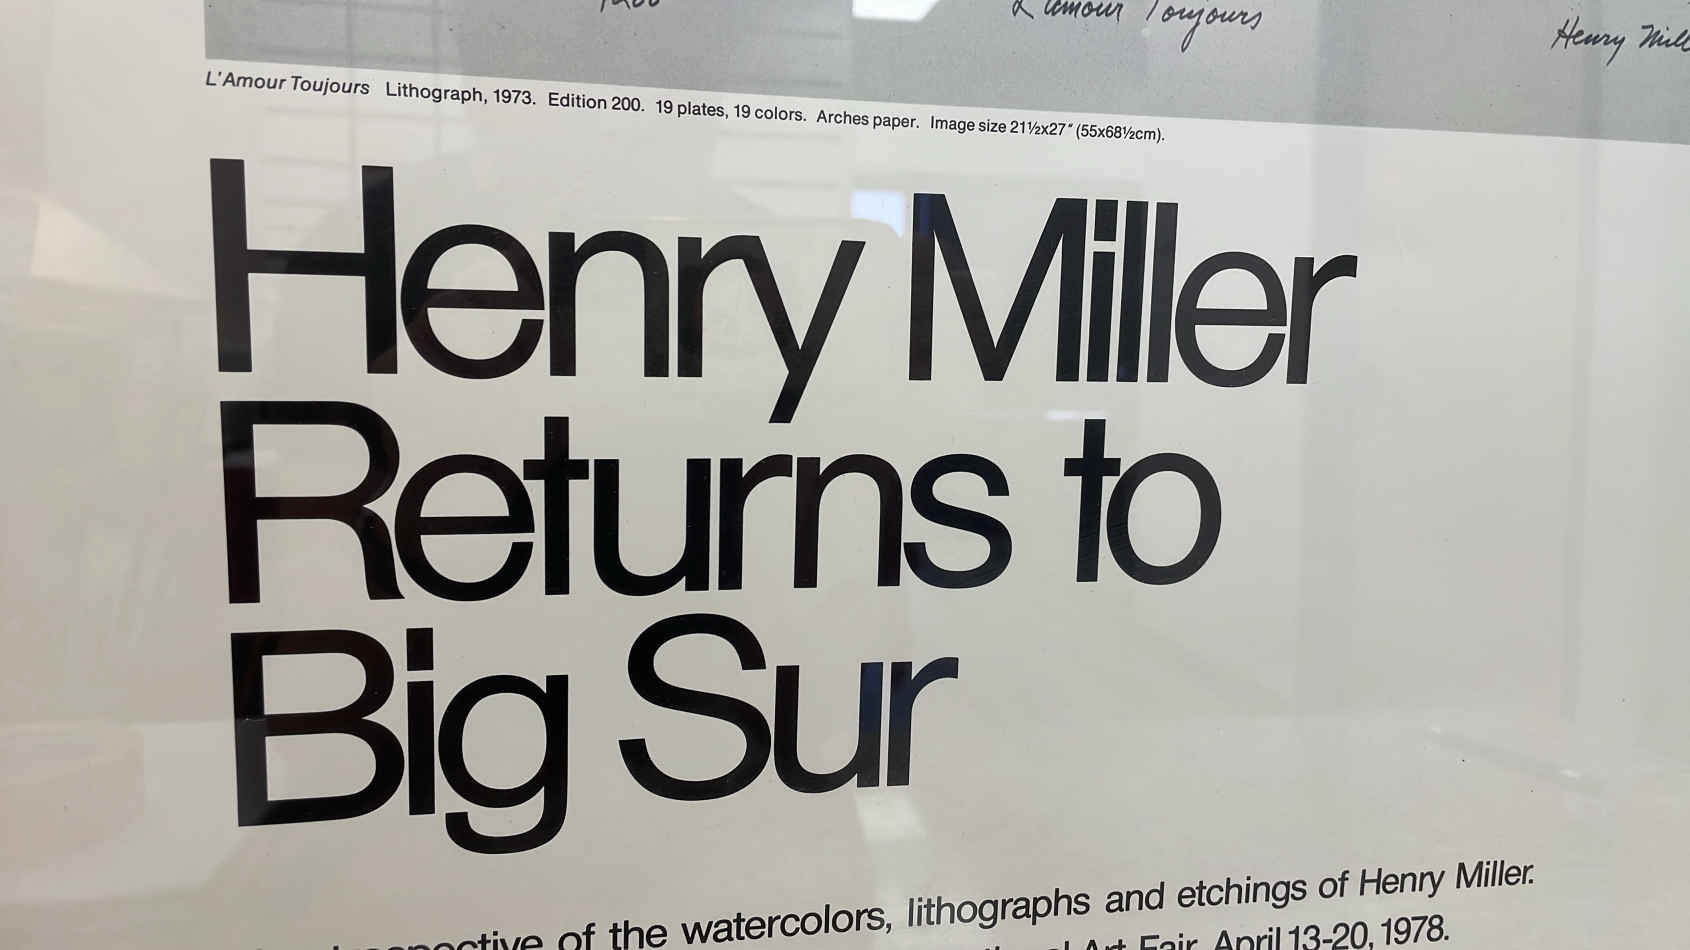 L'Amour Toujours Henry
L'Amour Toujours Lithograph, 1973. Edition 200. 19 plates, 19 colors. Arches paper. Image size 21½x27" (55x68½cm).
Henry Miller
Returns to
Big Sur
of the watercolors, lithographs and etchings of Henry Miller.
Art Fair, April 13-20, 1978.